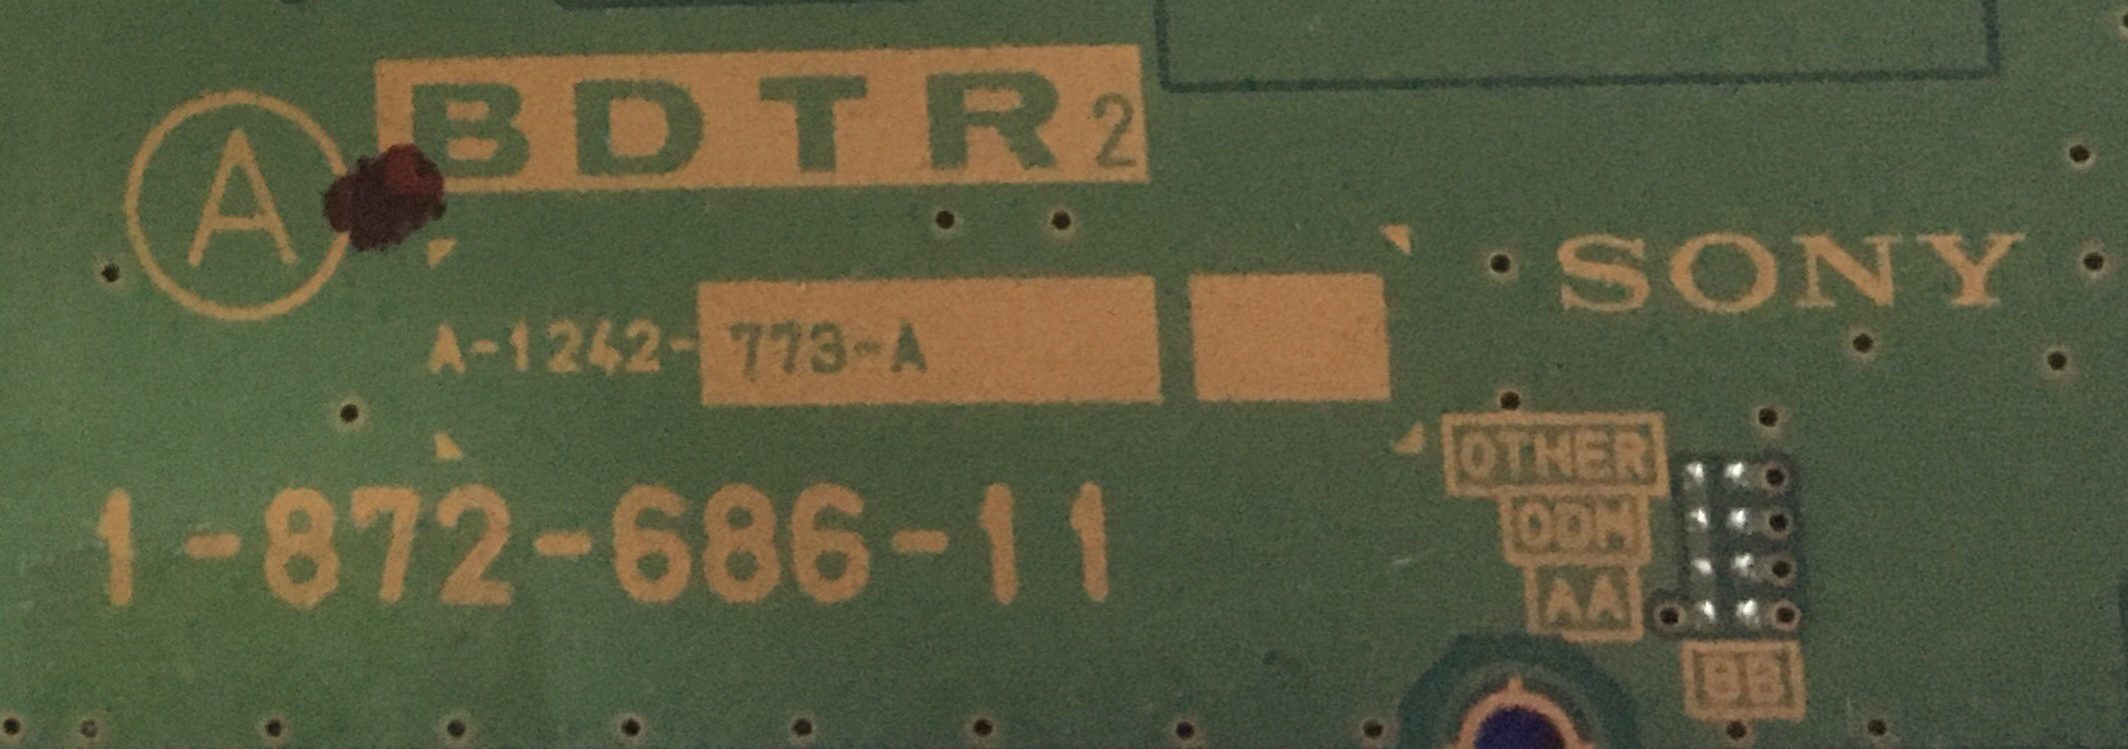 BDTR2
A
SONY
A-1242-773-A
OTHER
ODM
AA
BB
1-872-686-11